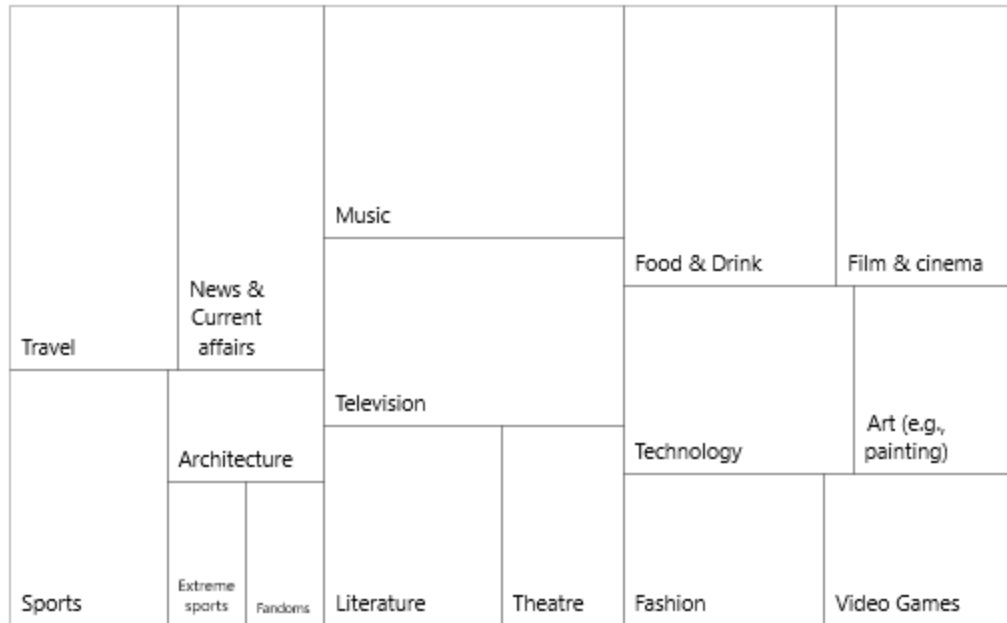 Travel
News &
Current
affairs
Sports
Architecture
Extreme
sports
Fandoms
Music
Television
Literature
Theatre
Food & Drink
Film & cinema
Technology
Art (e.g.,
painting)
Fashion
Video Games